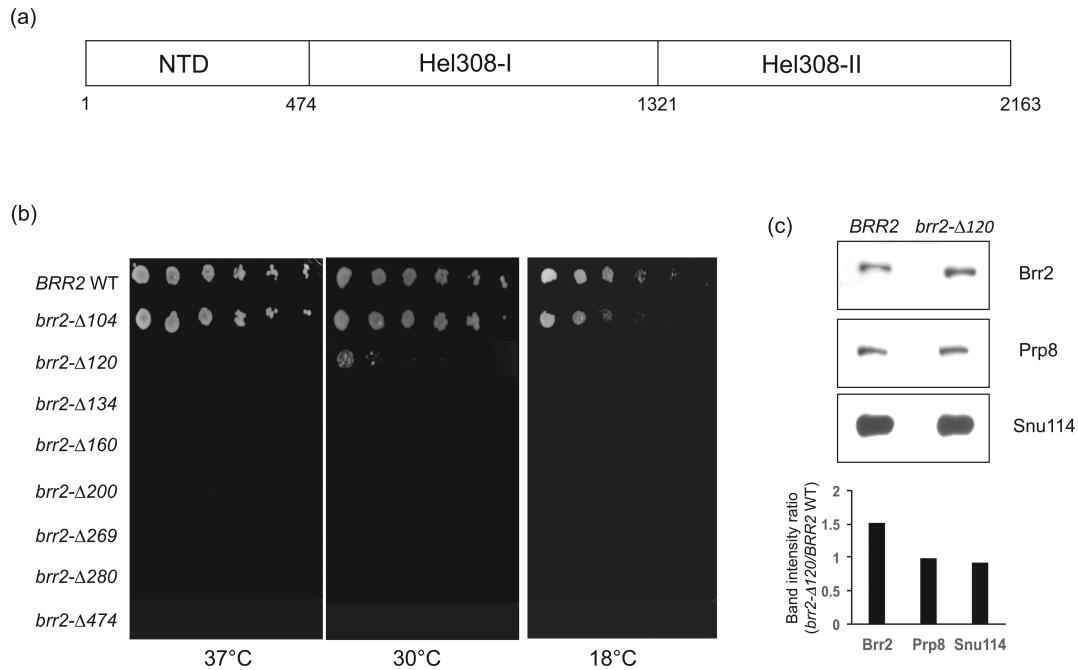 (a)
NTD Hel308-I Hel308-II
1 474 1321 2163
(b)
BRR2 WT
brr2-Δ104
brr2-Δ120
brr2-Δ134
brr2-Δ160
brr2-Δ200
brr2-Δ269
brr2-Δ280
brr2-Δ474
37°C 30°C 18°C
(c)
BRR2 brr2-Δ120
Brr2
Prp8
Snu114
Band intensity ratio
(brr2-Δ120/BRR2 WT)
2
1.5
1
0.5
0
Brr2 Prp8 Snu114